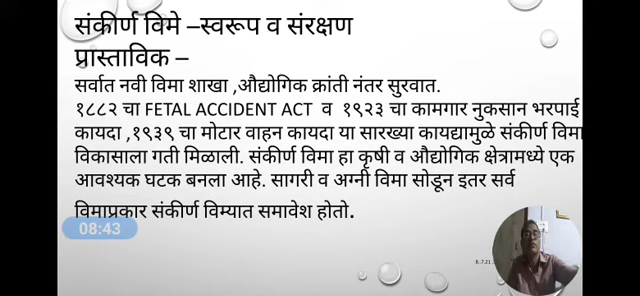 संकीर्ण विमे –स्वरूप व संरक्षण
प्रास्ताविक –
सर्वात नवी विमा शाखा ,औद्योगिक क्रांती नंतर सुरवात.
१८८२ चा FETAL ACCIDENT ACT व १९२३ चा कामगार नुकसान भरपाई
कायदा ,१९३९ चा मोटार वाहन कायदा या सारख्या कायद्यामुळे संकीर्ण विमा
विकासाला गती मिळाली. संकीर्ण विमा हा कृषी व औद्योगिक क्षेत्रामध्ये एक
आवश्यक घटक बनला आहे. सागरी व अग्नी विमा सोडून इतर सर्व
विमाप्रकार संकीर्ण विम्यात समावेश होतो.
08:43